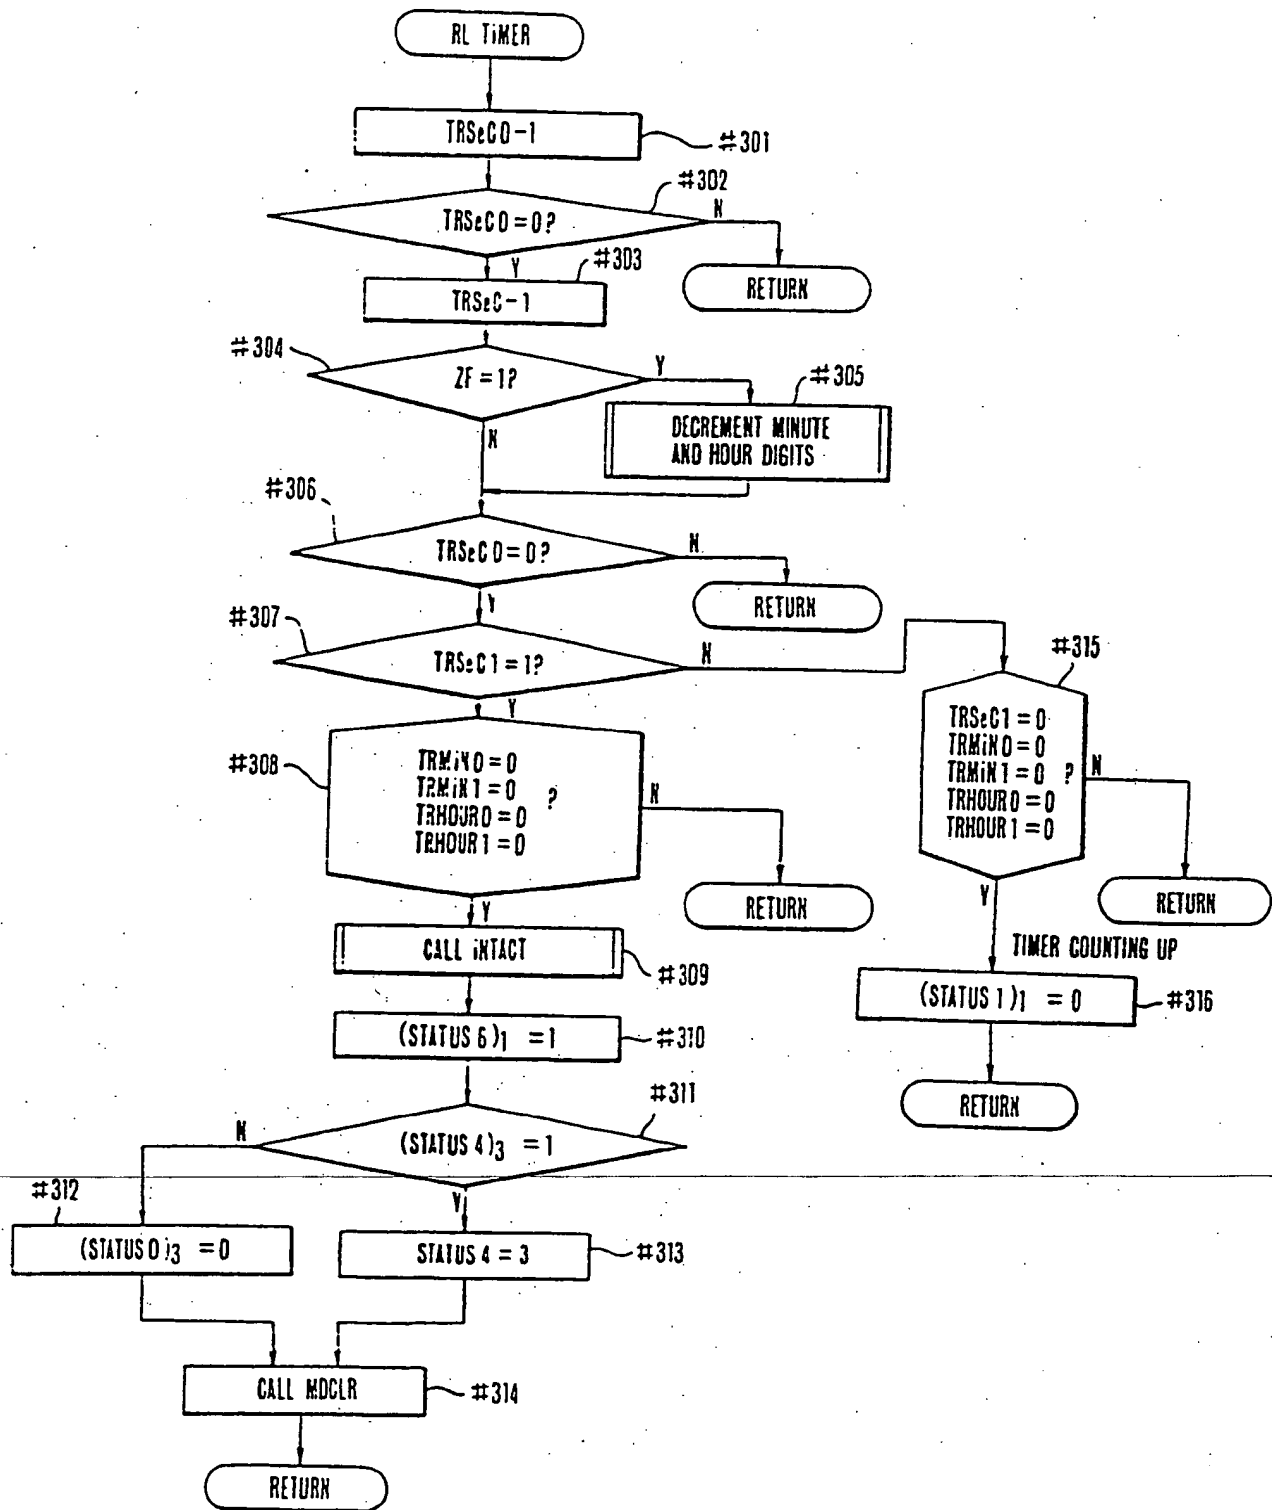 RL TiMER
TRSeC0-1
#301
#302
TRSeC0=0?
N
Y
#303
RETURN
TRSeC-1
#304
ZF=1?
Y
#305
DECREMENT MINUTE
AND HOUR DIGITS
N
#306
TRSeC0=0?
N
RETURN
Y
#307
TRSeC1=1?
N
#315
Y
TRSeC1=0
TRMiN0=0
TRMiN1=0 ?
TRHOUR0=0
TRHOUR1=0
N
#308
TRMiN0=0
TRMiN1=0
?
TRHOUR0=0
TRHOUR1=0
N
RETURN
RETURN
Y
Y
TIMER COUNTING UP
CALL iNTACT
#309
(STATUS 1)1 =0
#316
(STATUS 6)1 =1
#310
RETURN
#311
(STATUS 4)3 =1
N
Y
#312
(STATUS 0)3 =0
STATUS 4=3
#313
CALL MDCLR
#314
RETURN